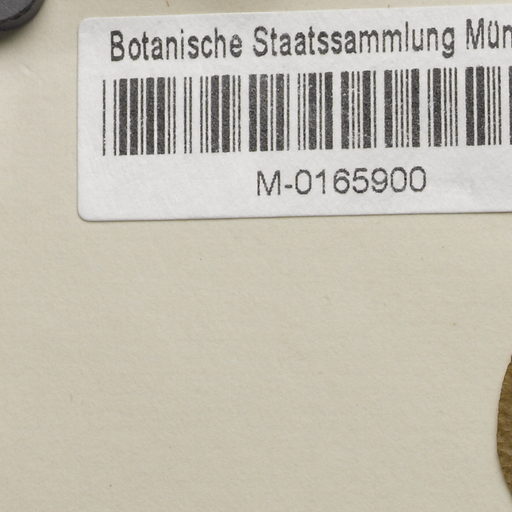 Botanische Staatssammlung Mün
M-0165900